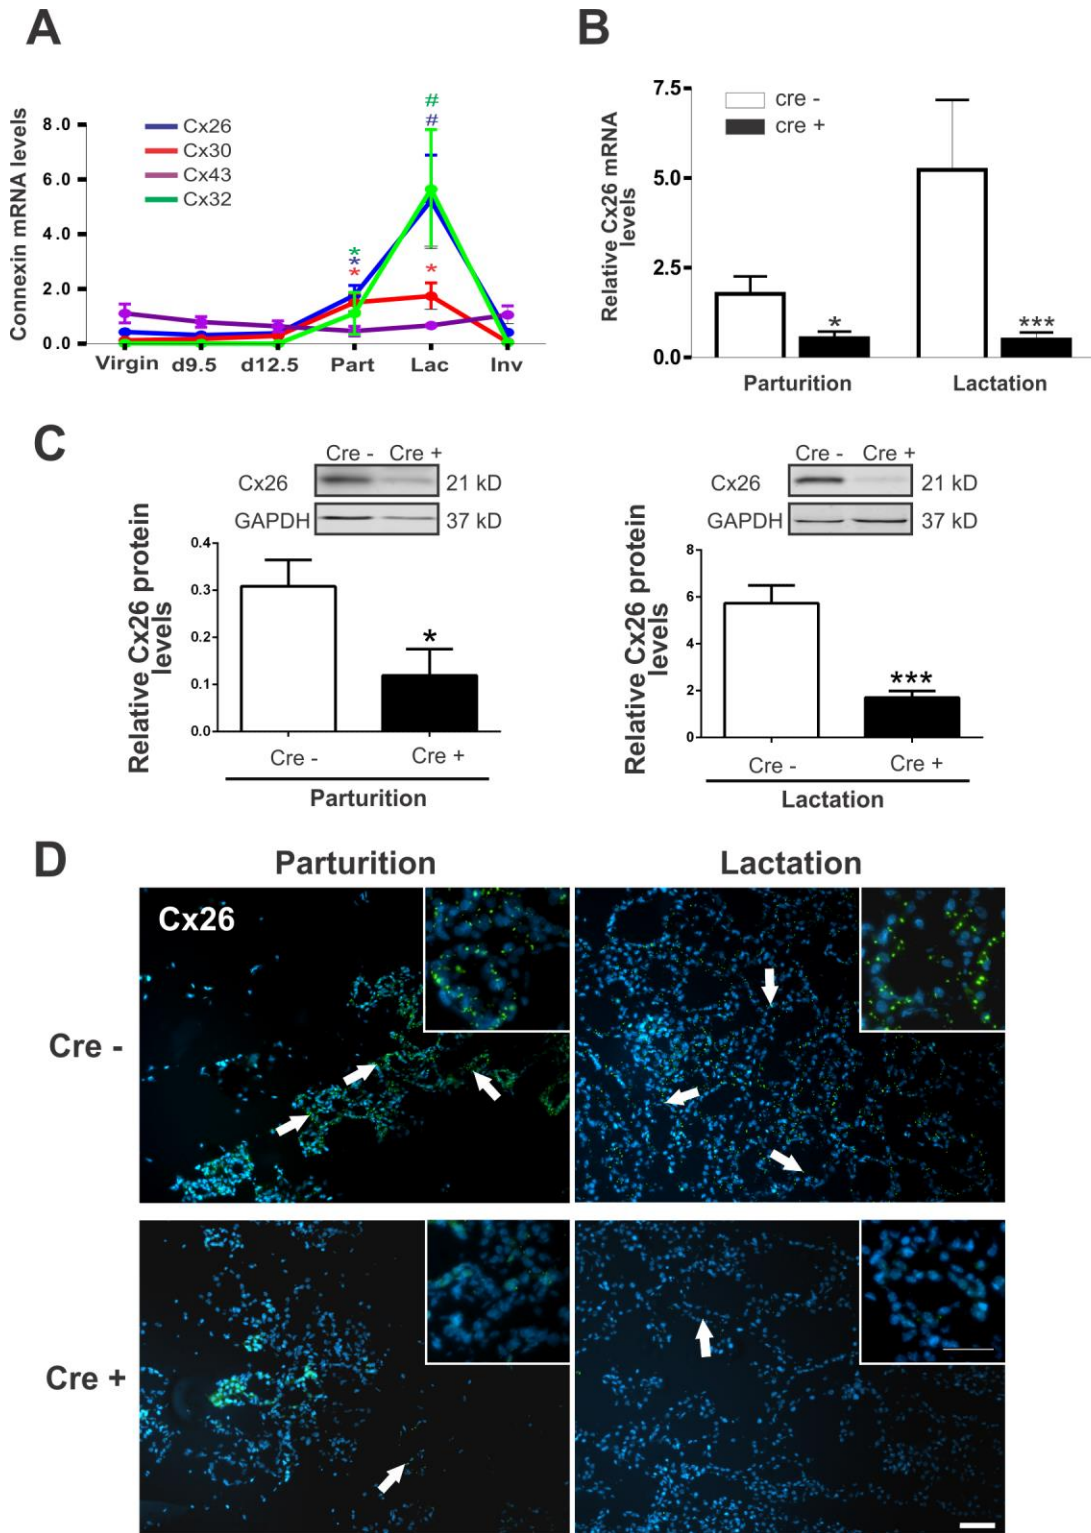 A
Connexin mRNA levels
8.0
6.0
4.0
2.0
0.0
Cx26
Cx30
Cx43
Cx32
#
#
*
*
*
*
Virgin d9.5 d12.5 Part Lac Inv
B
Relative Cx26 mRNA
levels
7.5
5.0
2.5
0.0
cre -
cre +
*
***
Parturition Lactation
C
Cre - Cre +
Cx26 21 kD
GAPDH 37 kD
Relative Cx26 protein
levels
0.4
0.3
0.2
0.1
0.0
*
Cre - Cre +
Parturition
Cre - Cre +
Cx26 21 kD
GAPDH 37 kD
Relative Cx26 protein
levels
8
6
4
2
0
***
Cre - Cre +
Lactation
D
Parturition Lactation
Cx26
Cre -
Cre +